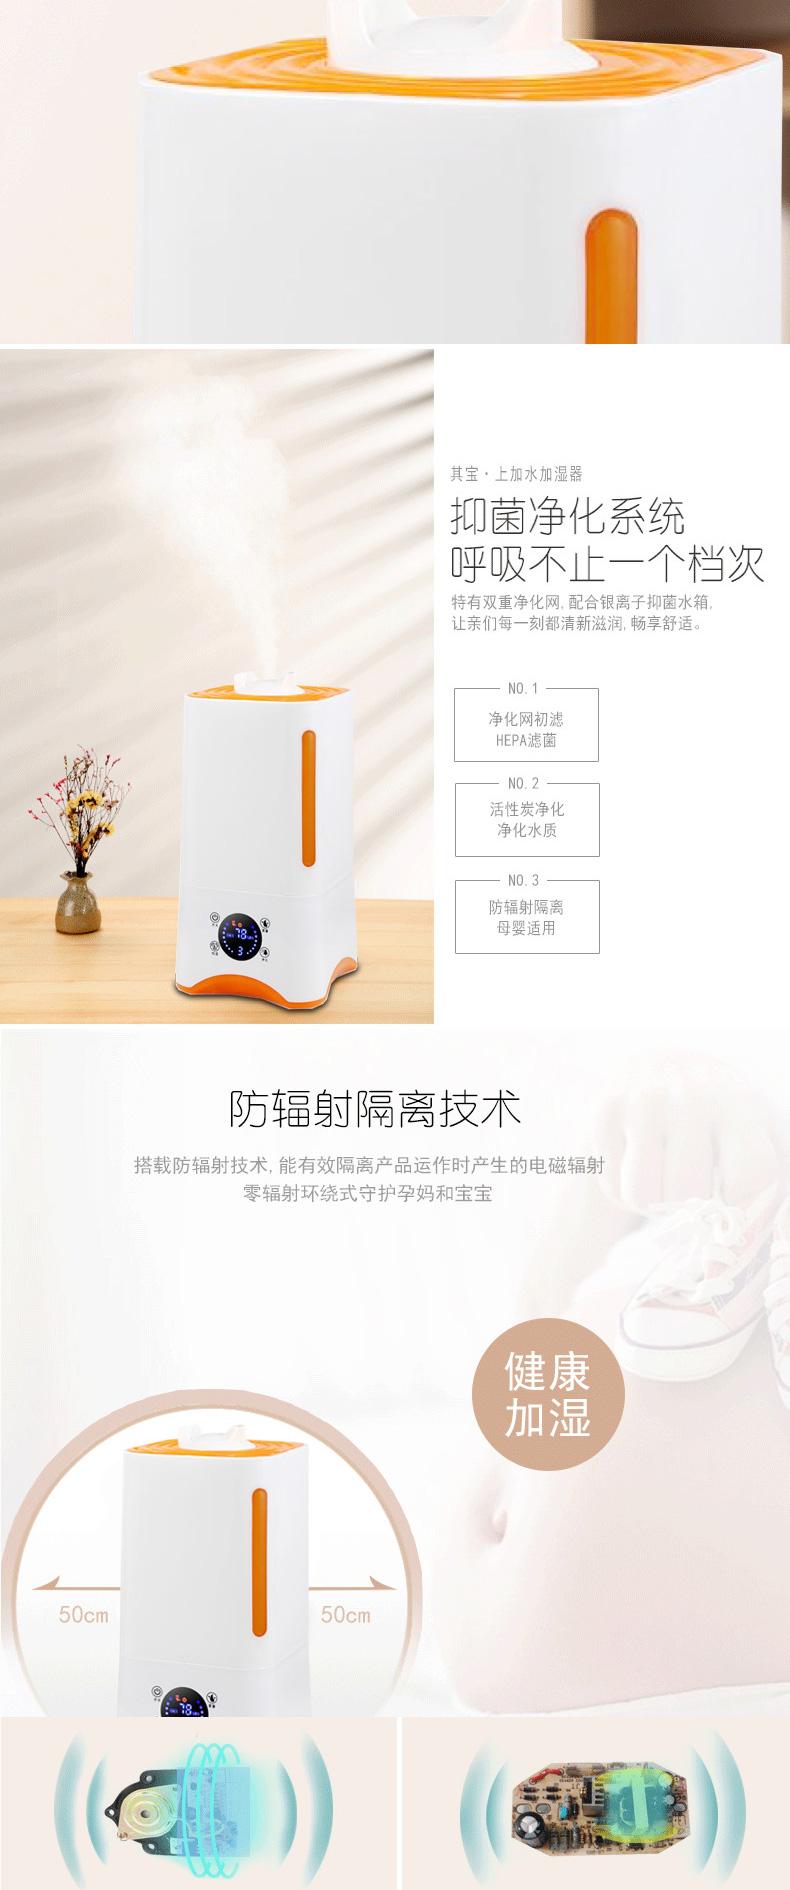 其宝·上加水加湿器
抑菌净化系统
呼吸不止一个档次
特有双重净化网,配合银离子抑菌水箱,
让亲们每一刻都清新滋润,畅享舒适。
NO.1
净化网初滤
HEPA滤菌
NO.2
活性炭净化
净化水质
NO.3
防辐射隔离
母婴适用
78
3
防辐射隔离技术
搭载防辐射技术,能有效隔离产品运作时产生的电磁辐射
零辐射环绕式守护孕妈和宝宝
健康
加湿
50cm
50cm
78